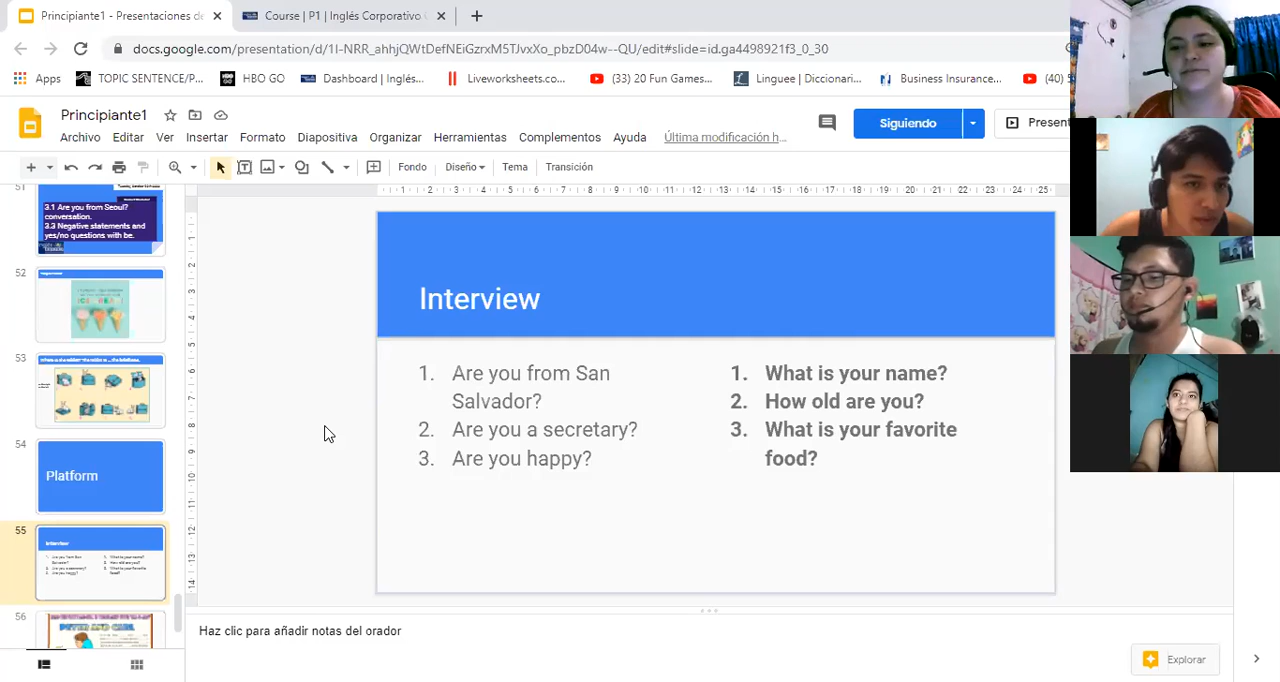 Principiante1 - Presentaciones de
Course | P1 | Inglés Corporativo
docs.google.com/presentation/d/1I-NRR_ahhjQWtDefNEiGzrxM5TJvxXo_pbzD04w--QU/edit#slide=id.ga4498921f3_0_30
Apps
TOPIC SENTENCE/P...
HBO GO
Dashboard | Inglés...
Liveworksheets.co...
(33) 20 Fun Games...
Linguee | Diccionari...
Business Insurance...
(40)
Principiante1
Archivo Editar Ver Insertar Formato Diapositiva Organizar Herramientas Complementos Ayuda Última modificación h...
Siguiendo
Present
Fondo Diseño Tema Transición
51
3.1 Are you from Seoul?
conversation.
3.3 Negative statements and
yes/no questions with be.
52
53
54
Platform
55
Interview
56
Interview
1. Are you from San
Salvador?
2. Are you a secretary?
3. Are you happy?
1. What is your name?
2. How old are you?
3. What is your favorite
food?
Haz clic para añadir notas del orador
Explorar